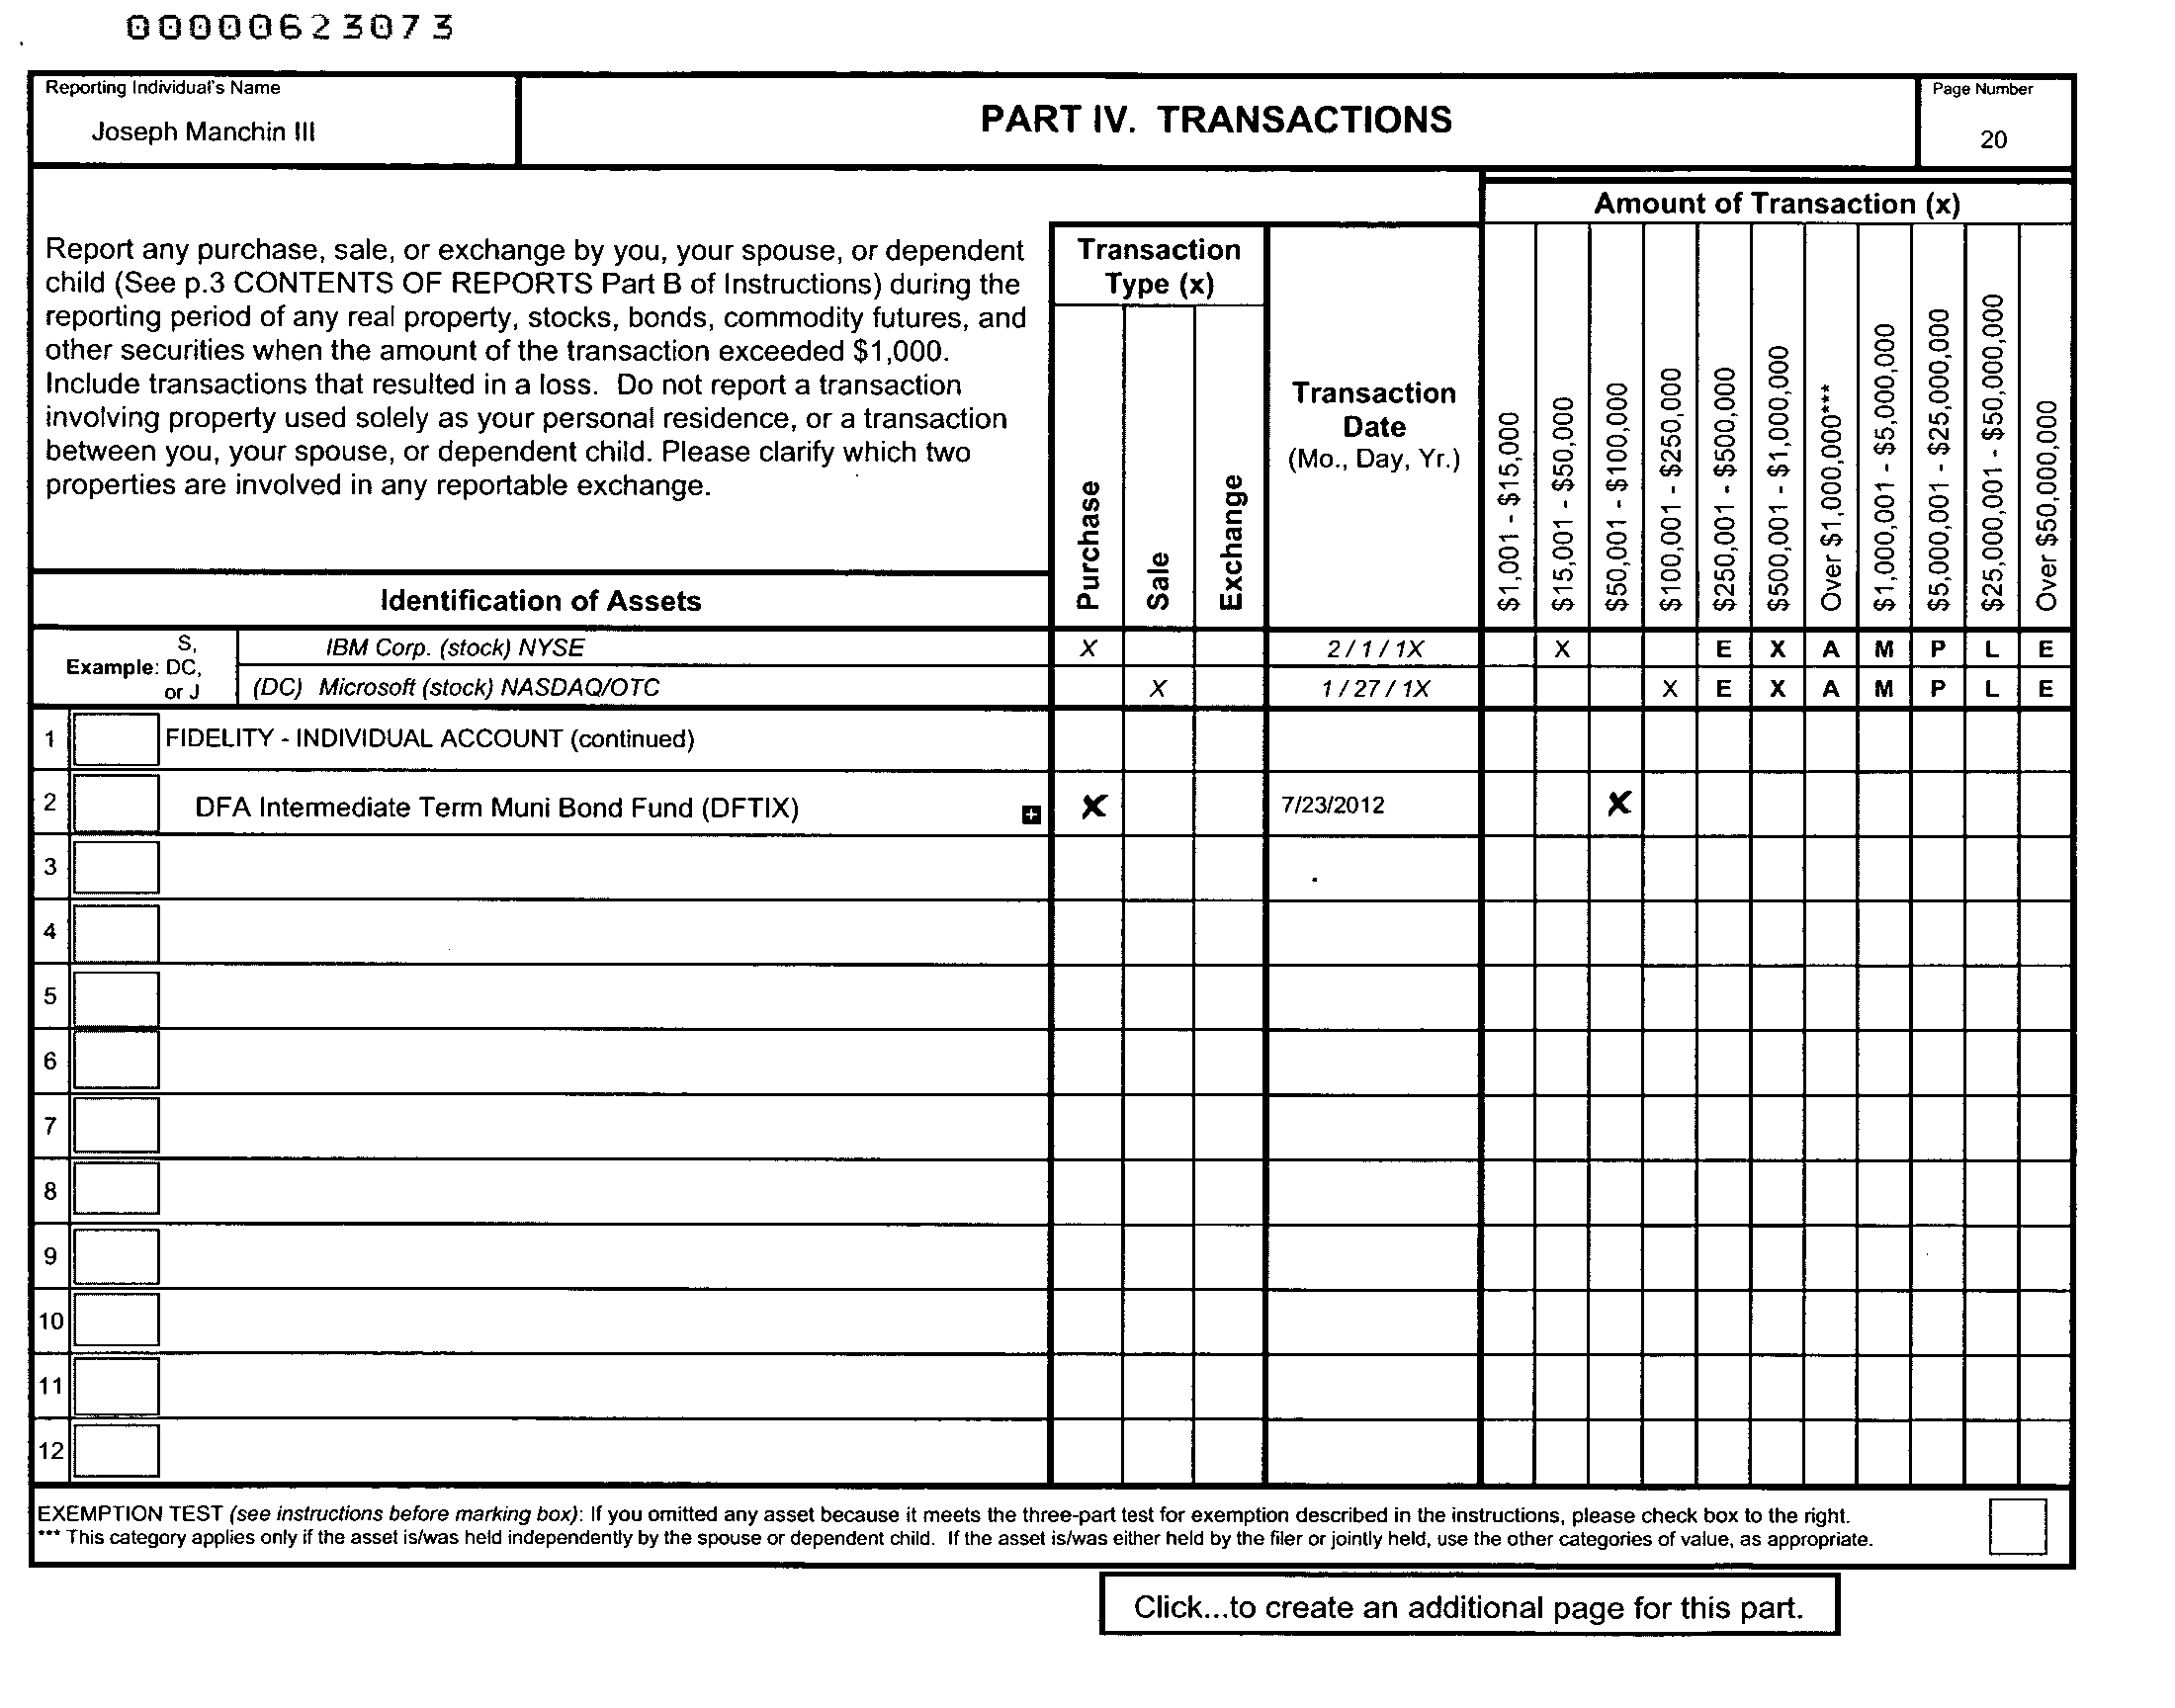 00000623073
Reporting Individual's Name
Joseph Manchin III
PART IV. TRANSACTIONS
Page Number
20
Amount of Transaction (x)
Report any purchase, sale, or exchange by you, your spouse, or dependent
child (See p.3 CONTENTS OF REPORTS Part B of Instructions) during the
reporting period of any real property, stocks, bonds, commodity futures, and
other securities when the amount of the transaction exceeded $1,000.
Include transactions that resulted in a loss. Do not report a transaction
involving property used solely as your personal residence, or a transaction
between you, your spouse, or dependent child. Please clarify which two
properties are involved in any reportable exchange.
Transaction
Type (x)
Purchase
Sale
Exchange
Transaction
Date
(Mo., Day, Yr.)
$1,001 - $15,000
$15,001 - $50,000
$50,001 - $100,000
$100,001 - $250,000
$250,001 - $500,000
$500,001 - $1,000,000
Over $1,000,000***
$1,000,001 - $5,000,000
$5,000,001 - $25,000,000
$25,000,001 - $50,000,000
Over $50,000,000
Identification of Assets
Example:
S,
DC,
or J
IBM Corp. (stock) NYSE X 2 / 1 / 1X X E X A M P L E
(DC) Microsoft (stock) NASDAQ/OTC X 1 / 27 / 1X X E X A M P L E
1 FIDELITY - INDIVIDUAL ACCOUNT (continued)
2 DFA Intermediate Term Muni Bond Fund (DFTIX) + X 7/23/2012 X
3
4
5
6
7
8
9
10
11
12
EXEMPTION TEST (see instructions before marking box): If you omitted any asset because it meets the three-part test for exemption described in the instructions, please check box to the right.
*** This category applies only if the asset is/was held independently by the spouse or dependent child. If the asset is/was either held by the filer or jointly held, use the other categories of value, as appropriate.
Click...to create an additional page for this part.